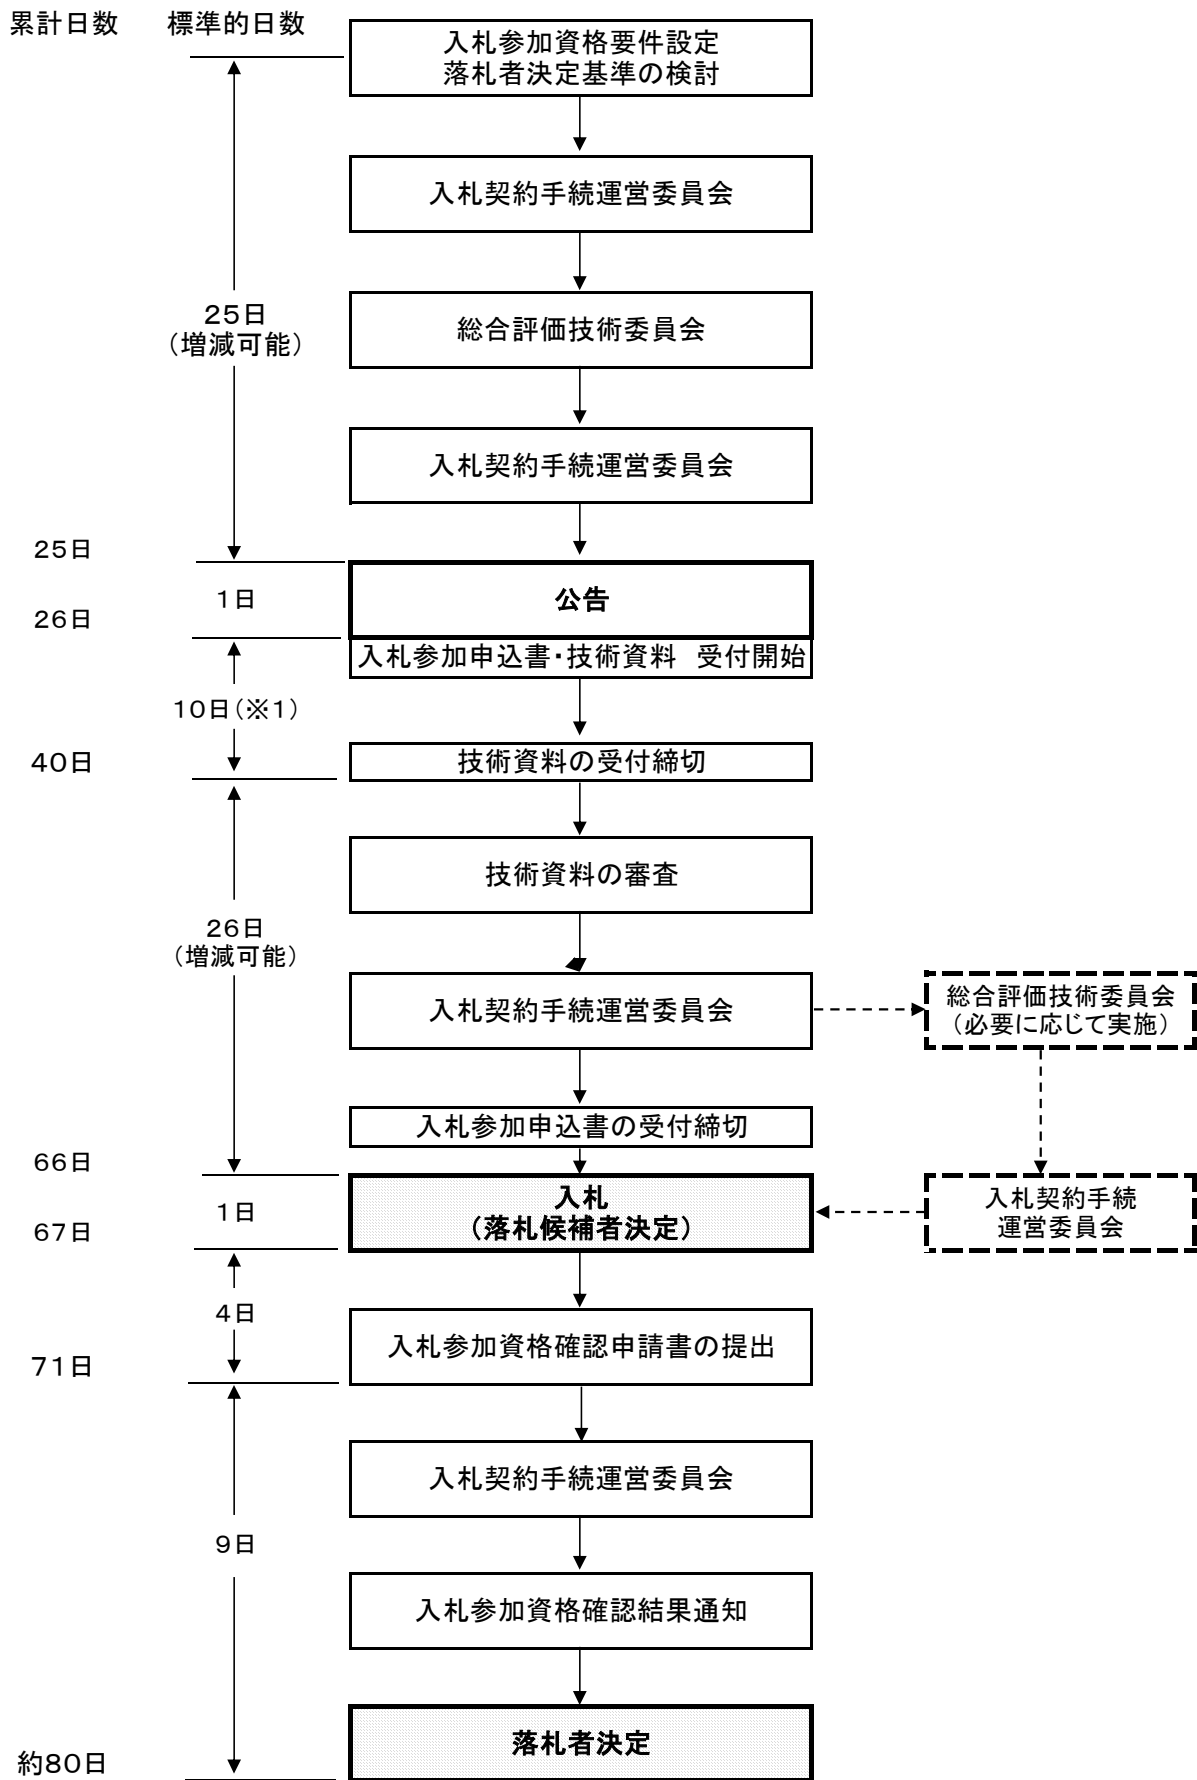 累計日数　標準的日数
入札参加資格要件設定
落札者決定基準の検討
入札契約手続運営委員会
25日
（増減可能）
総合評価技術委員会
入札契約手続運営委員会
25日
1日
公告
26日
入札参加申込書・技術資料　受付開始
10日（※1）
40日
技術資料の受付締切
技術資料の審査
26日
（増減可能）
入札契約手続運営委員会
総合評価技術委員会
（必要に応じて実施）
入札参加申込書の受付締切
66日
1日
入札
（落札候補者決定）
入札契約手続
運営委員会
67日
4日
入札参加資格確認申請書の提出
71日
入札契約手続運営委員会
9日
入札参加資格確認結果通知
落札者決定
約80日